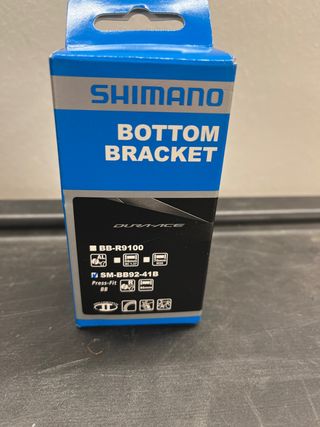 SHIMANO
BOTTOM
BRACKET
DURA-ACE
BB-R9100
SM-BB92-41B
Press-Fit
BB